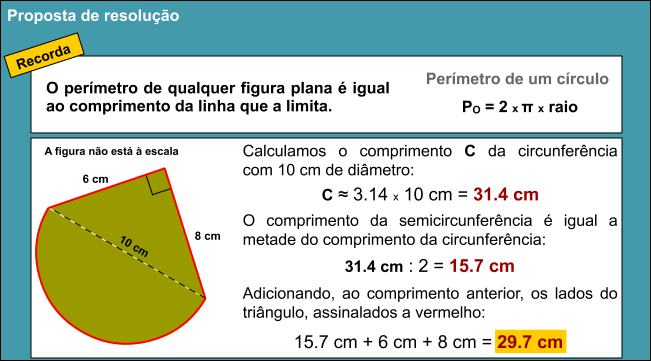 Proposta de resolução
Recorda
O perímetro de qualquer figura plana é igual
ao comprimento da linha que a limita.
Perímetro de um círculo
P₀ = 2 x π x raio
A figura não está à escala
6 cm
8 cm
10 cm
Calculamos o comprimento C da circunferência
com 10 cm de diâmetro:
C ≈ 3.14 x 10 cm = 31.4 cm
O comprimento da semicircunferência é igual a
metade do comprimento da circunferência:
31.4 cm : 2 = 15.7 cm
Adicionando, ao comprimento anterior, os lados do
triângulo, assinalados a vermelho:
15.7 cm + 6 cm + 8 cm = 29.7 cm